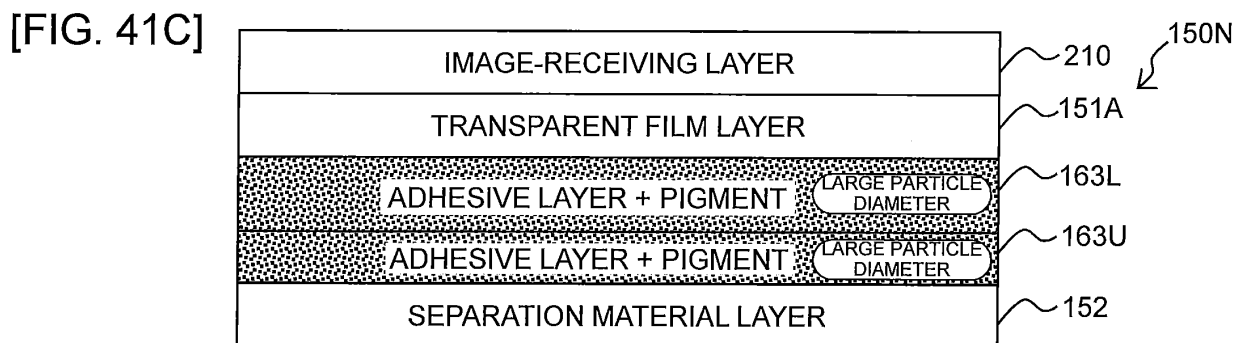 [FIG. 41C]
150N
IMAGE-RECEIVING LAYER 210
TRANSPARENT FILM LAYER 151A
ADHESIVE LAYER + PIGMENT LARGE PARTICLE DIAMETER 163L
ADHESIVE LAYER + PIGMENT LARGE PARTICLE DIAMETER 163U
SEPARATION MATERIAL LAYER 152